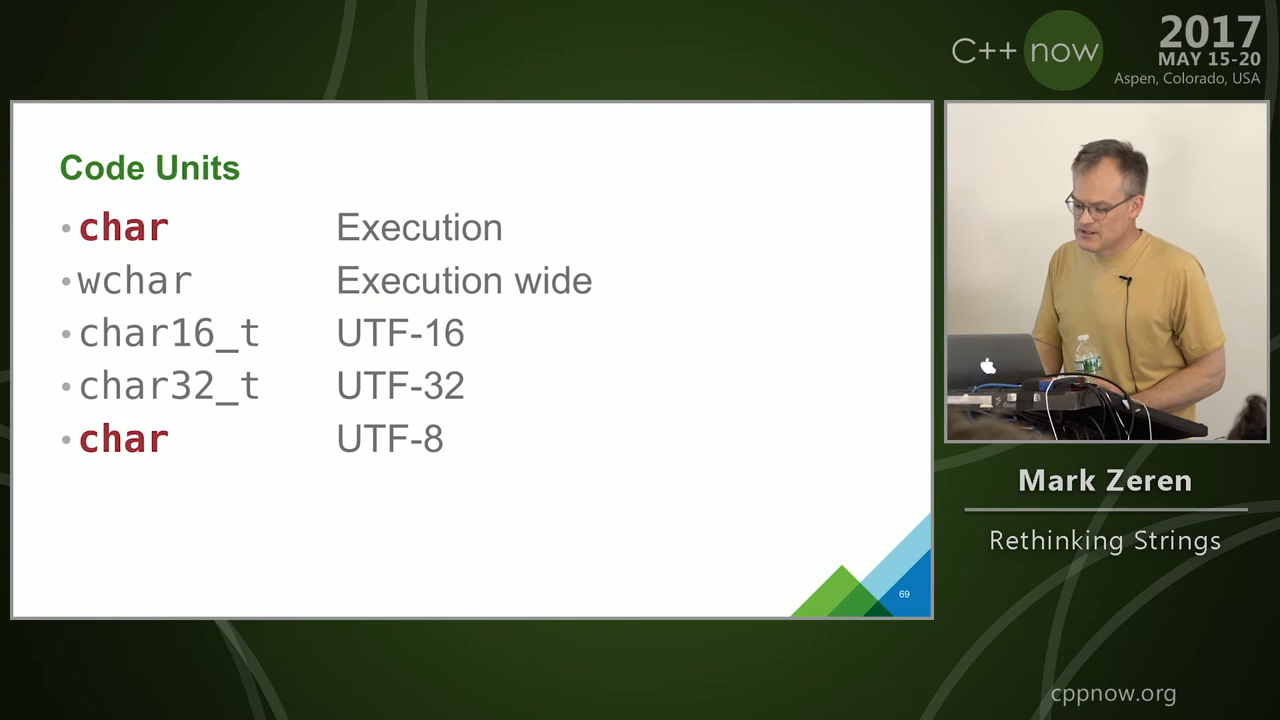 C++ now
2017
MAY 15-20
Aspen, Colorado, USA
Code Units
• char Execution
• wchar Execution wide
• char16_t UTF-16
• char32_t UTF-32
• char UTF-8
69
Mark Zeren
Rethinking Strings
cppnow.org